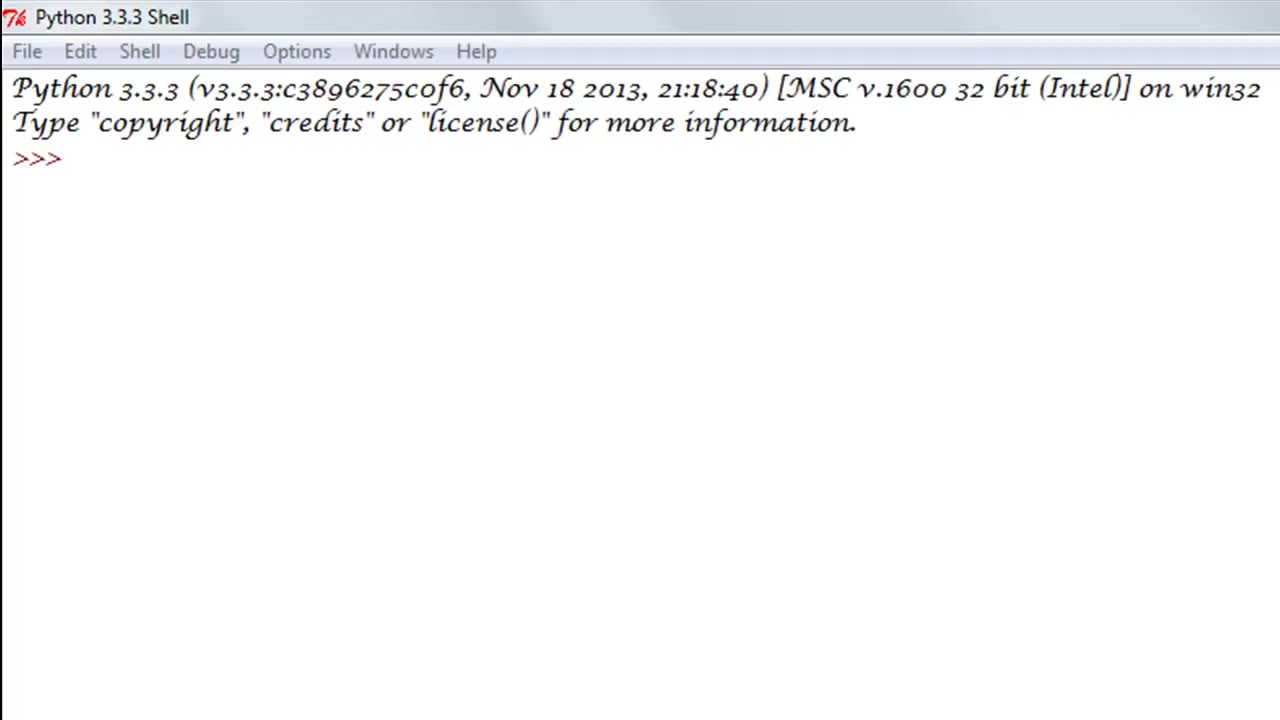 Python 3.3.3 Shell
File Edit Shell Debug Options Windows Help
Python 3.3.3 (v3.3.3:c3896275c0f6, Nov 18 2013, 21:18:40) [MSC v.1600 32 bit (Intel)] on win32
Type "copyright", "credits" or "license()" for more information.
>>>